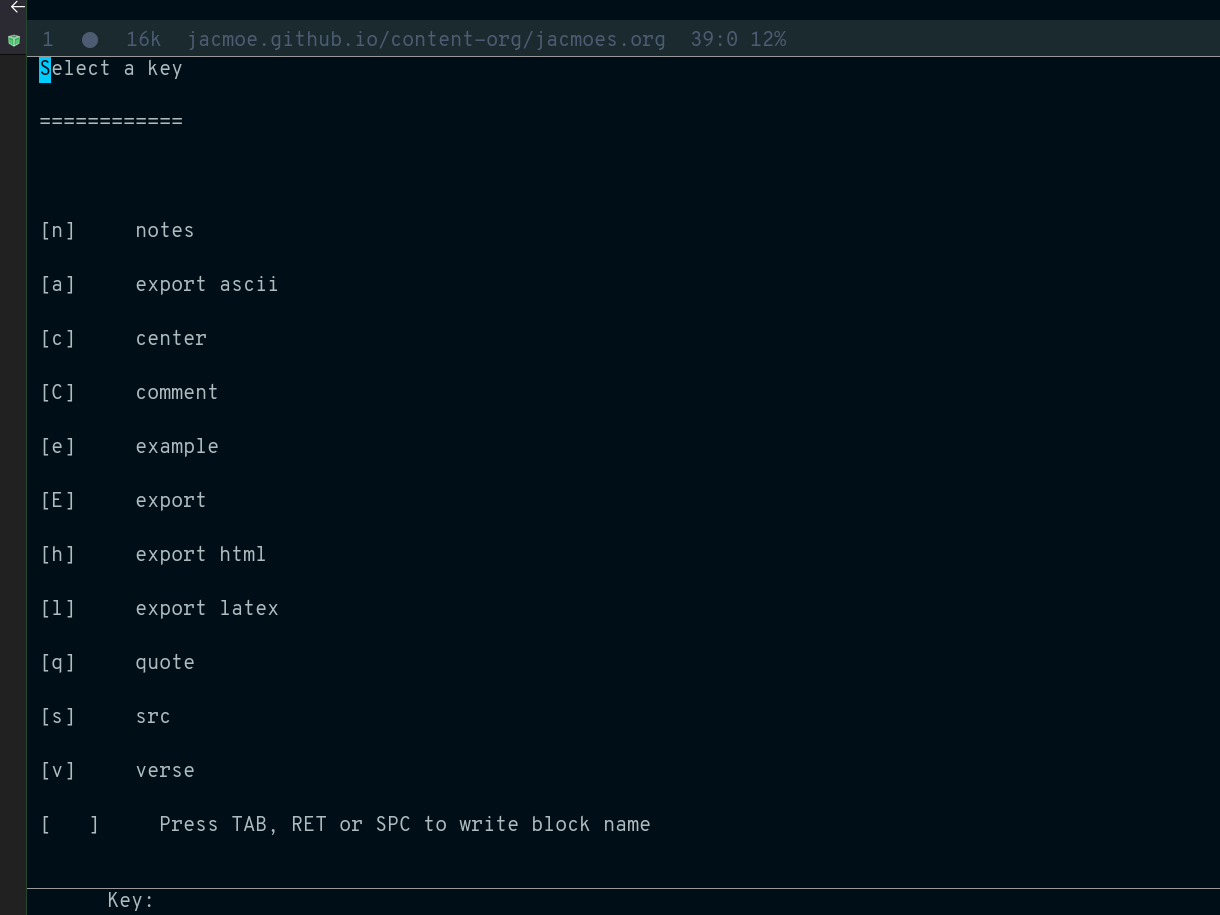 1 ● 16k jacmoe.github.io/content-org/jacmoes.org 39:0 12%
Select a key
============
[n] notes
[a] export ascii
[c] center
[C] comment
[e] example
[E] export
[h] export html
[l] export latex
[q] quote
[s] src
[v] verse
[ ] Press TAB, RET or SPC to write block name
Key: